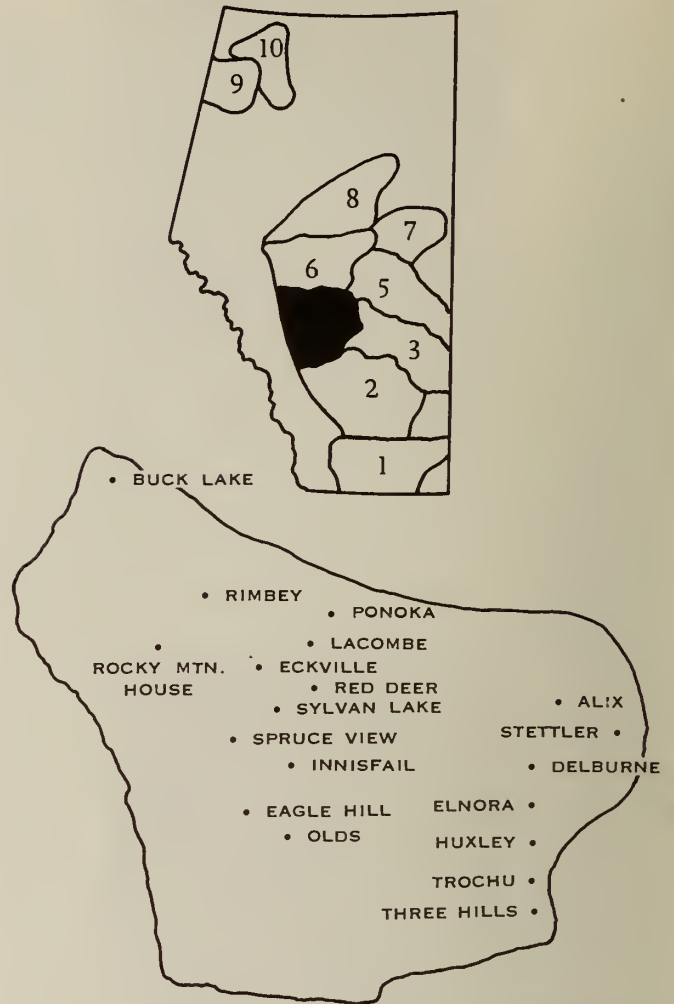 10
9
8
7
6
5
3
2
1
BUCK LAKE
RIMBEY
PONOKA
LACOMBE
ROCKY MTN.
HOUSE
ECKVILLE
RED DEER
ALIX
SYLVAN LAKE
STETTLER
SPRUCE VIEW
INNISFAIL
DELBURNE
ELNORA
EAGLE HILL
OLDS
HUXLEY
TROCHU
THREE HILLS